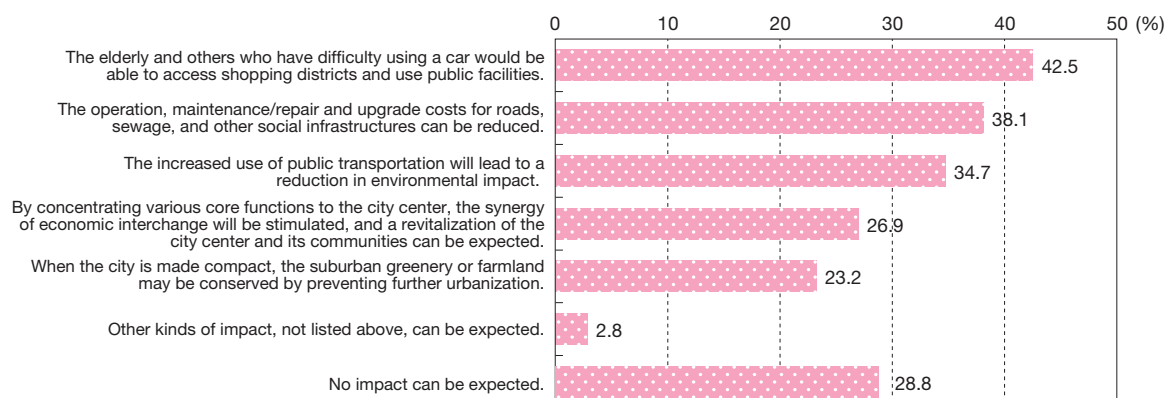 0 10 20 30 40 50 (%)
The elderly and others who have difficulty using a car would be
able to access shopping districts and use public facilities.
42.5
The operation, maintenance/repair and upgrade costs for roads,
sewage, and other social infrastructures can be reduced.
38.1
The increased use of public transportation will lead to a
reduction in environmental impact.
34.7
By concentrating various core functions to the city center, the synergy
of economic interchange will be stimulated, and a revitalization of the
city center and its communities can be expected.
26.9
When the city is made compact, the suburban greenery or farmland
may be conserved by preventing further urbanization.
23.2
Other kinds of impact, not listed above, can be expected.
2.8
No impact can be expected.
28.8